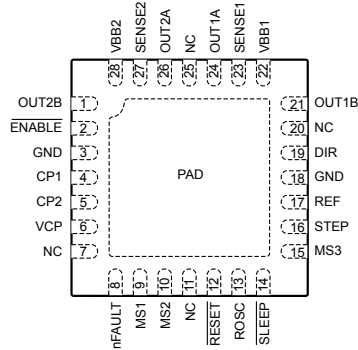 VBB2
SENSE2
OUT2A
NC
OUT1A
SENSE1
VBB1
28
27
26
25
24
23
22
OUT2B 1
ENABLE 2
GND 3
CP1 4
CP2 5
VCP 6
NC 7
PAD
21 OUT1B
20 NC
19 DIR
18 GND
17 REF
16 STEP
15 MS3
8
9
10
11
12
13
14
nFAULT
MS1
MS2
NC
RESET
ROSC
SLEEP